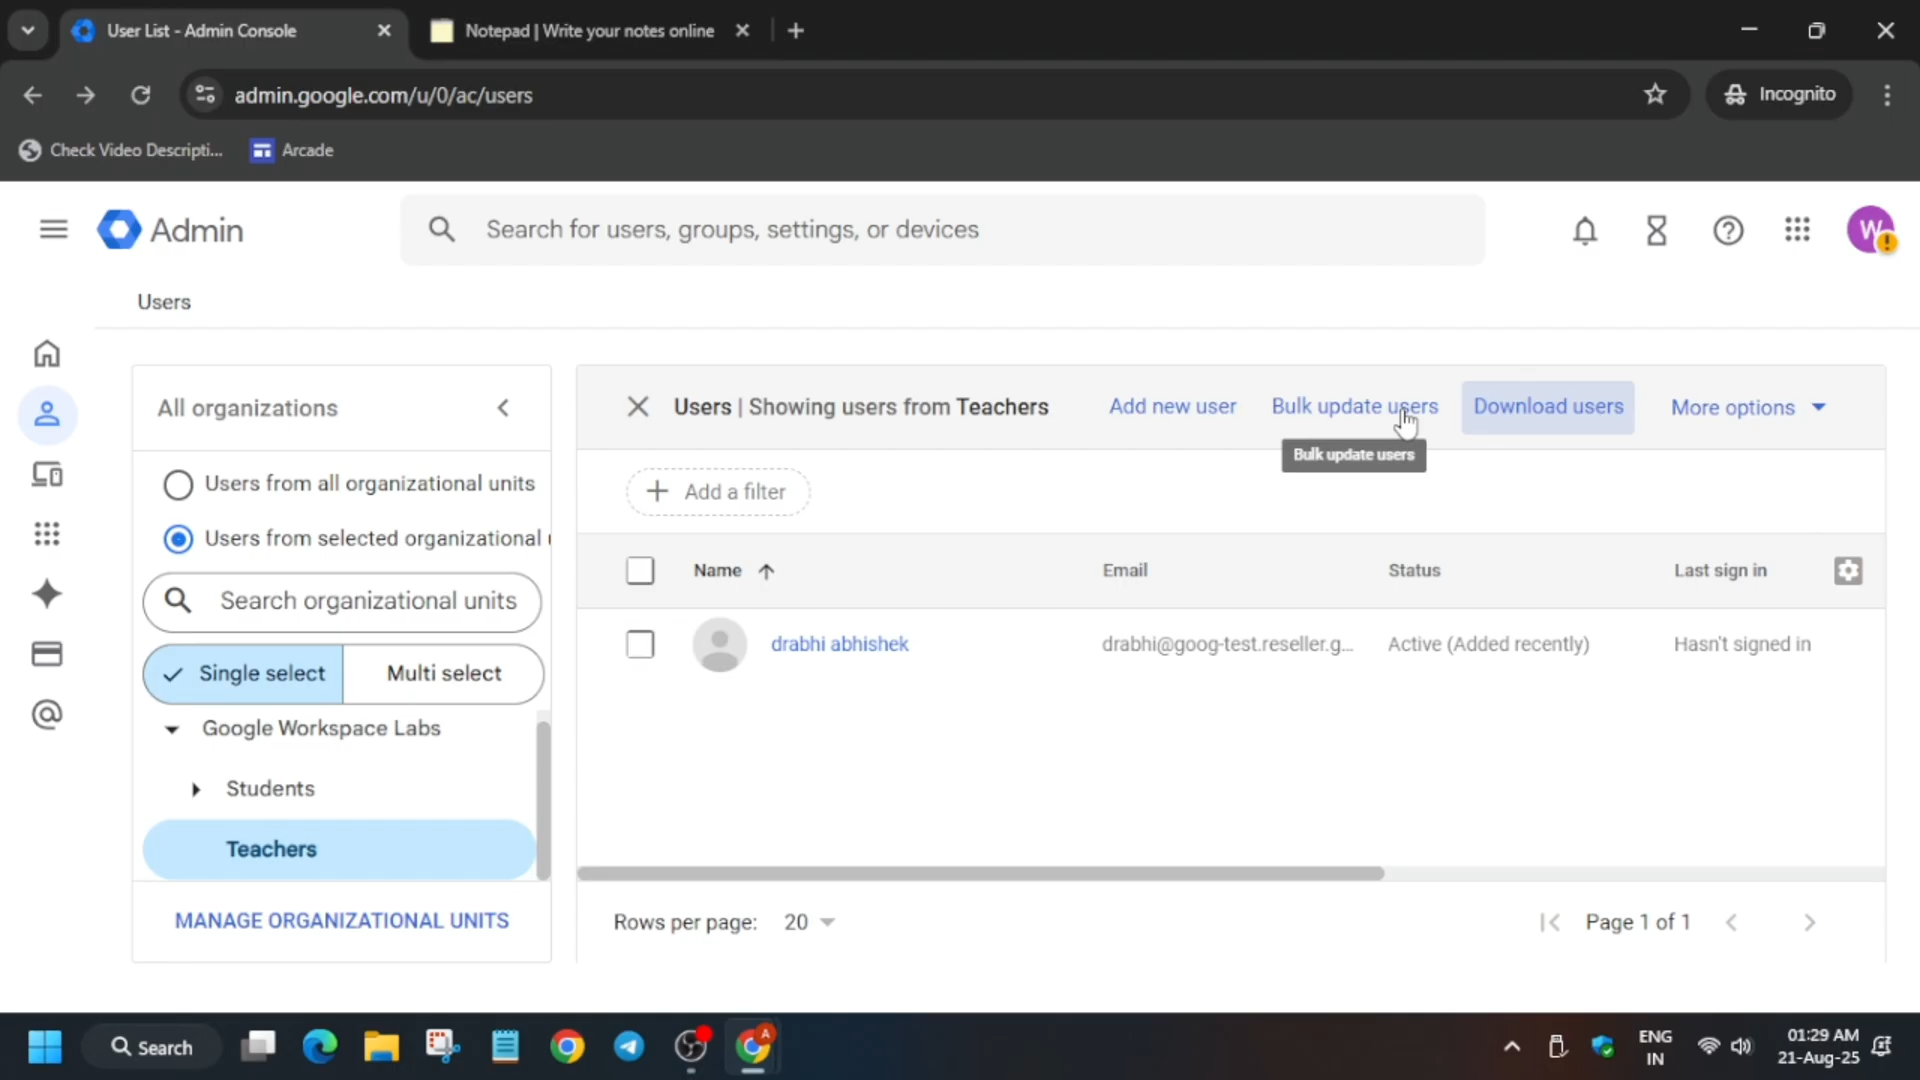 User List - Admin Console
Notepad | Write your notes online
admin.google.com/u/0/ac/users
Incognito
Check Video Descripti...
Arcade
Admin
Search for users, groups, settings, or devices
W
Users
All organizations
Users from all organizational units
Users from selected organizational u
Search organizational units
Single select
Multi select
Google Workspace Labs
Students
Teachers
MANAGE ORGANIZATIONAL UNITS
Users | Showing users from Teachers
Add new user
Bulk update users
Download users
More options
Bulk update users
Add a filter
Name
Email
Status
Last sign in
drabhi abhishek
drabhi@goog-test.reseller.g...
Active (Added recently)
Hasn't signed in
Rows per page: 20
Page 1 of 1
Search
A
ENG
IN
01:29 AM
21-Aug-25